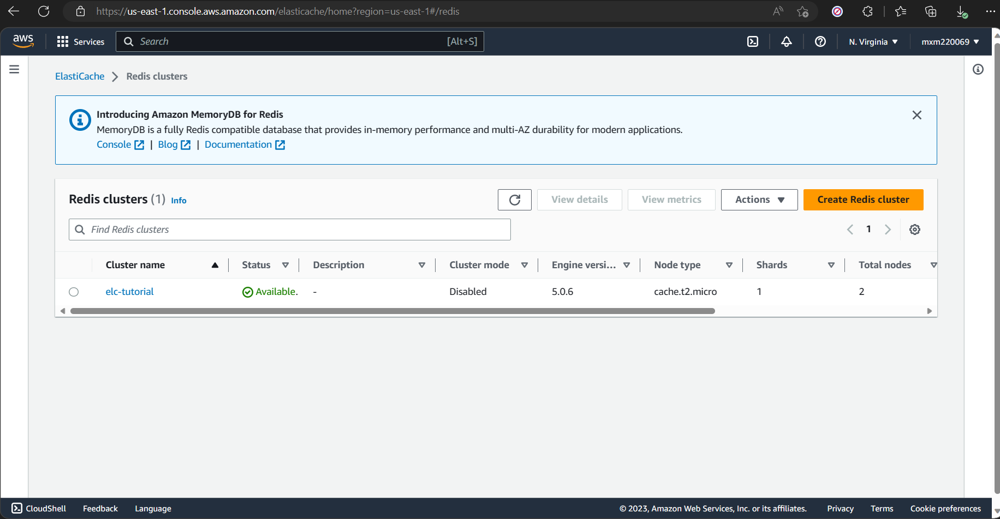 https://us-east-1.console.aws.amazon.com/elasticache/home?region=us-east-1#/redis
aws Services Search [Alt+S] N. Virginia mxm220069
ElastiCache Redis clusters
Introducing Amazon MemoryDB for Redis
MemoryDB is a fully Redis compatible database that provides in-memory performance and multi-AZ durability for modern applications.
Console | Blog | Documentation
Redis clusters (1) Info View details View metrics Actions Create Redis cluster
Find Redis clusters 1
Cluster name Status Description Cluster mode Engine versi... Node type Shards Total nodes
elc-tutorial Available. - Disabled 5.0.6 cache.t2.micro 1 2
CloudShell Feedback Language © 2023, Amazon Web Services, Inc. or its affiliates. Privacy Terms Cookie preferences